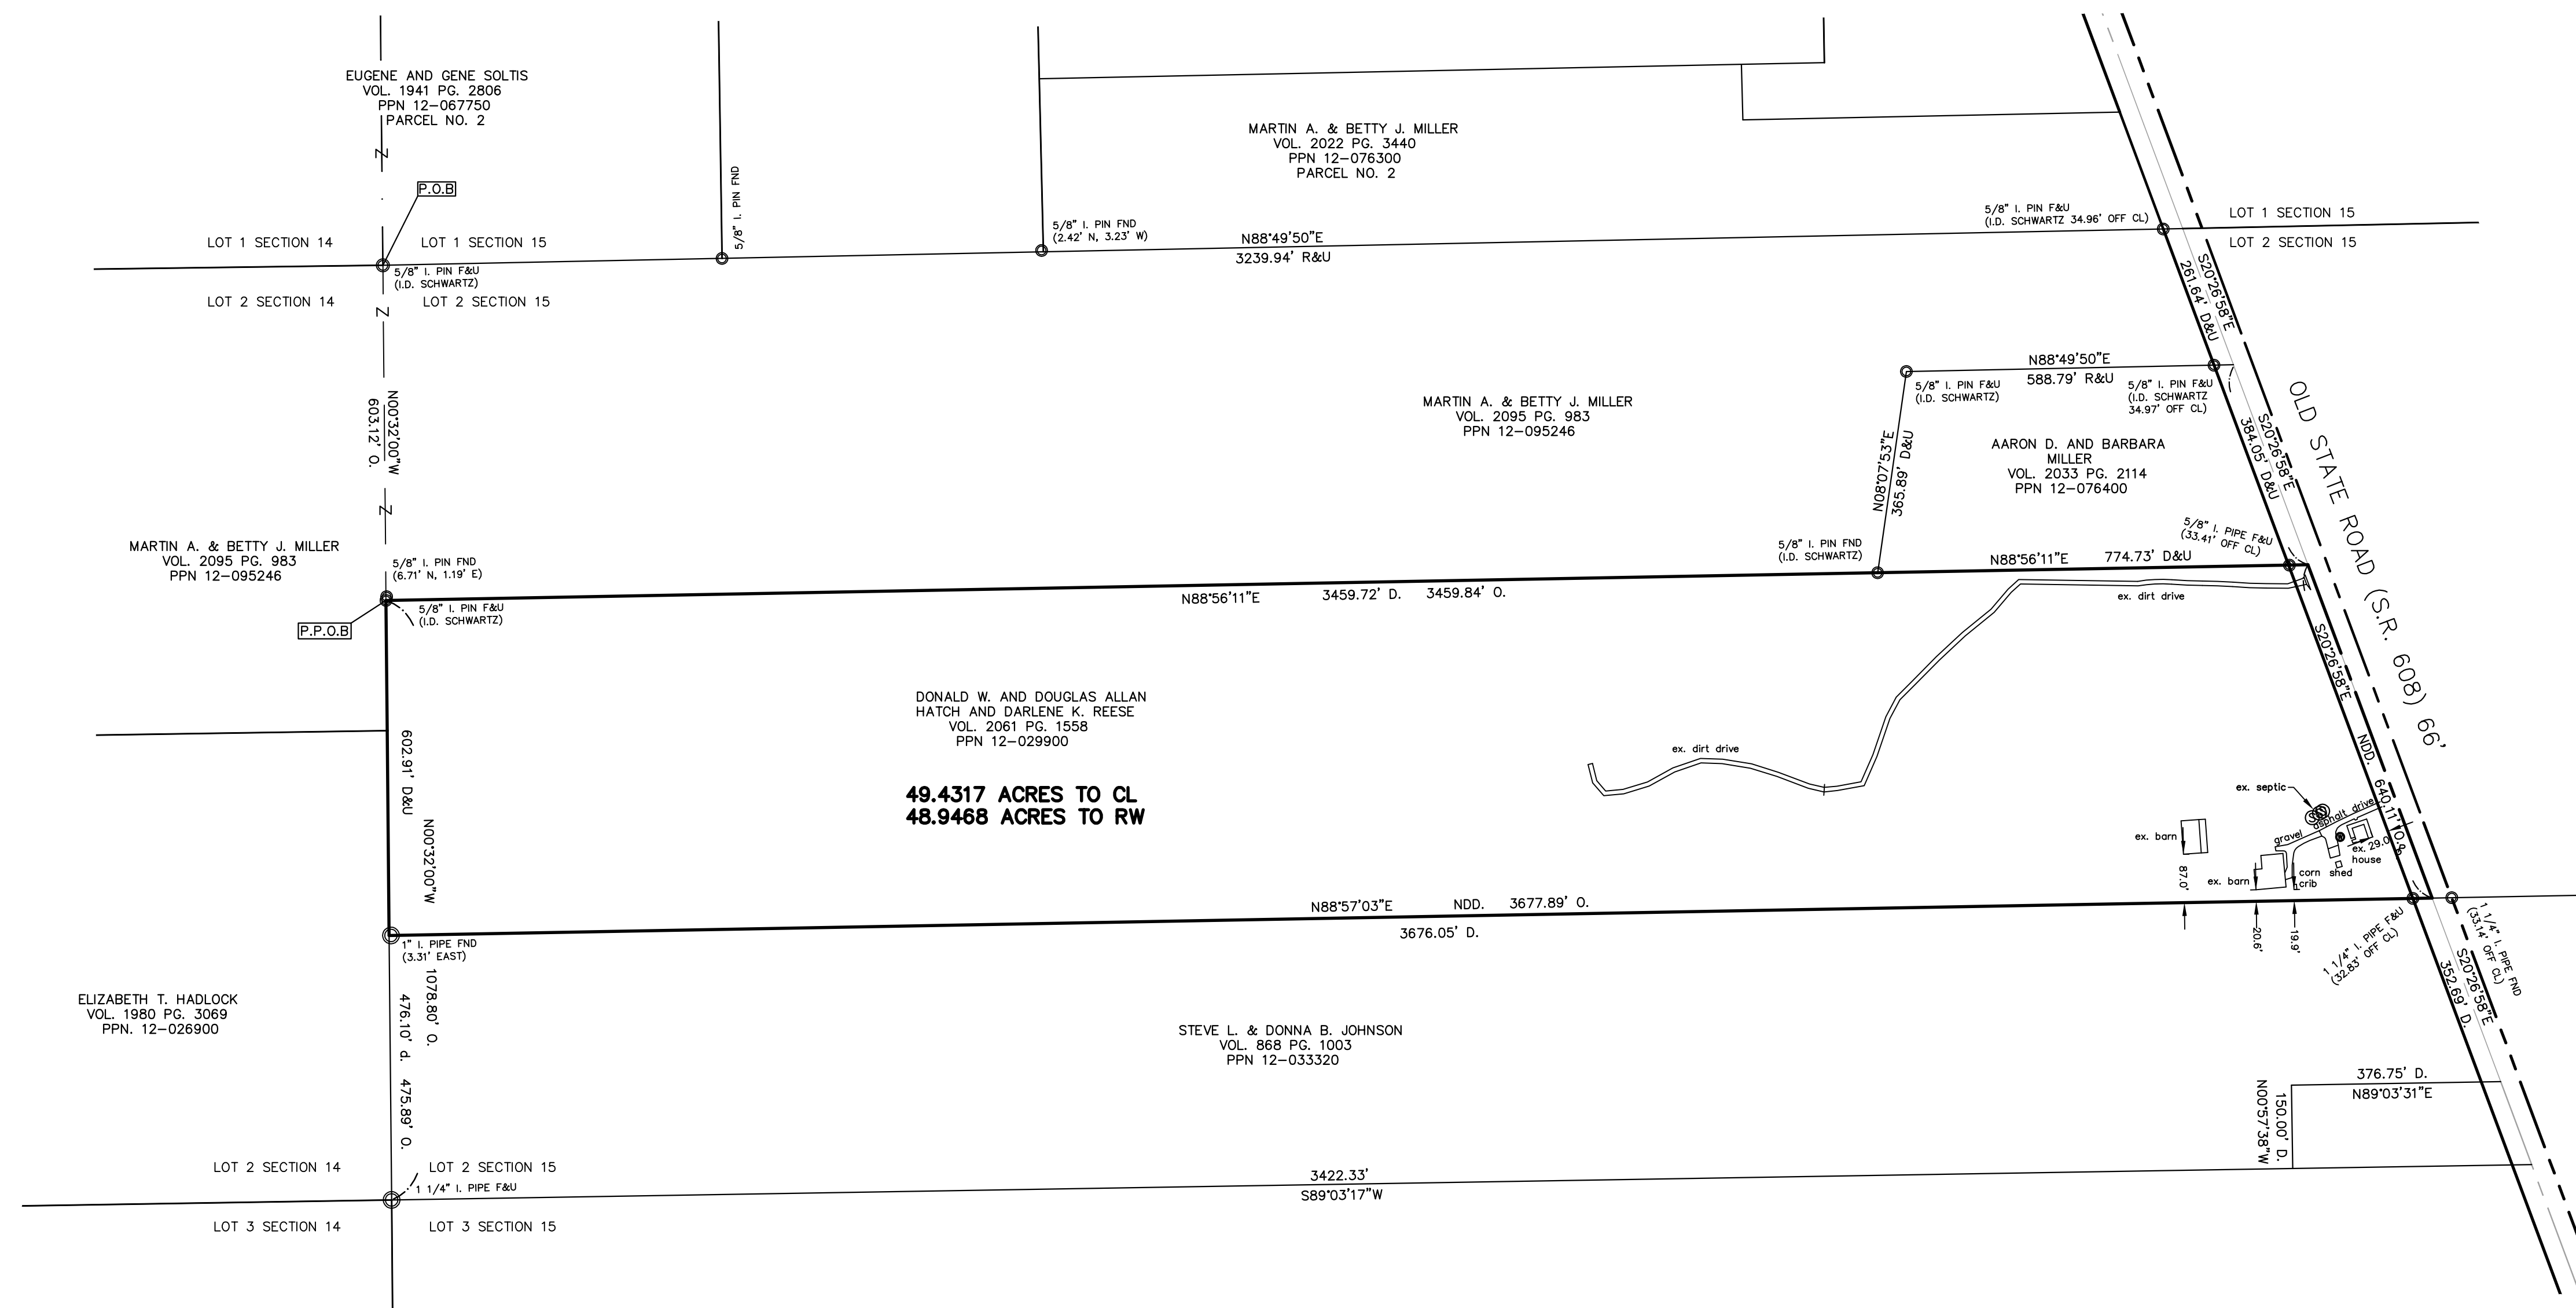 EUGENE AND GENE SOLTIS
VOL. 1941 PG. 2806
PPN 12-067750
PARCEL NO. 2
P.O.B
MARTIN A. & BETTY J. MILLER
VOL. 2022 PG. 3440
PPN 12-076300
PARCEL NO. 2
5/8" I. PIN FND
5/8" I. PIN FND
(2.42' N, 3.23' W)
N88°49'50"E
3239.94' R&U
5/8" I. PIN F&U
(I.D. SCHWARTZ 34.96' OFF CL)
LOT 1 SECTION 15
LOT 2 SECTION 15
LOT 1 SECTION 14
LOT 1 SECTION 15
5/8" I. PIN F&U
(I.D. SCHWARTZ)
LOT 2 SECTION 14
LOT 2 SECTION 15
Z
Z
Z
S20°26'58"E
261.64' D&U
N00°32'00"W
603.12' O.
MARTIN A. & BETTY J. MILLER
VOL. 2095 PG. 983
PPN 12-095246
N88°49'50"E
588.79' R&U
5/8" I. PIN F&U
(I.D. SCHWARTZ)
5/8" I. PIN F&U
(I.D. SCHWARTZ
34.97' OFF CL)
N08°07'53"E
365.89' D&U
AARON D. AND BARBARA
MILLER
VOL. 2033 PG. 2114
PPN 12-076400
S20°26'58"E
384.05' D&U
OLD STATE ROAD (S.R. 608) 66'
MARTIN A. & BETTY J. MILLER
VOL. 2095 PG. 983
PPN 12-095246
5/8" I. PIN FND
(6.71' N, 1.19' E)
5/8" I. PIN F&U
(I.D. SCHWARTZ)
P.P.O.B
5/8" I. PIN FND
(I.D. SCHWARTZ)
5/8" I. PIPE F&U
(33.41' OFF CL)
N88°56'11"E 774.73' D&U
N88°56'11"E 3459.72' D. 3459.84' O.
ex. dirt drive
ex. dirt drive
S20°26'58"E NDD. 640.11' O.
DONALD W. AND DOUGLAS ALLAN
HATCH AND DARLENE K. REESE
VOL. 2061 PG. 1558
PPN 12-029900
49.4317 ACRES TO CL
48.9468 ACRES TO RW
602.91' D&U
N00°32'00"W
ex. septic
gravel
asphalt drive
ex. barn
87.0'
ex.
house
29.0
ex. barn
corn
crib
shed
20.6'
19.9'
N88°57'03"E NDD. 3677.89' O.
3676.05' D.
1" I. PIPE FND
(3.31' EAST)
1 1/4" I. PIPE F&U
(32.83' OFF CL)
1 1/4" I. PIPE FND
(33.14' OFF CL)
S20°26'58"E
352.69' D.
ELIZABETH T. HADLOCK
VOL. 1980 PG. 3069
PPN. 12-026900
1078.80' O.
476.10' d. 475.89' O.
STEVE L. & DONNA B. JOHNSON
VOL. 868 PG. 1003
PPN 12-033320
376.75' D.
N89°03'31"E
N00°57'38"W
150.00' D.
LOT 2 SECTION 14
LOT 2 SECTION 15
1 1/4" I. PIPE F&U
3422.33'
S89°03'17"W
LOT 3 SECTION 14
LOT 3 SECTION 15